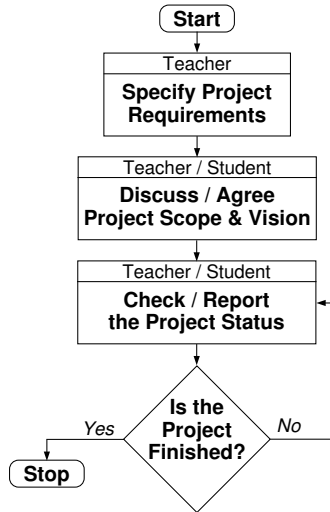 Start
Teacher
Specify Project
Requirements
Teacher / Student
Discuss / Agree
Project Scope & Vision
Teacher / Student
Check / Report
the Project Status
Is the
Project
Finished?
Yes
No
Stop